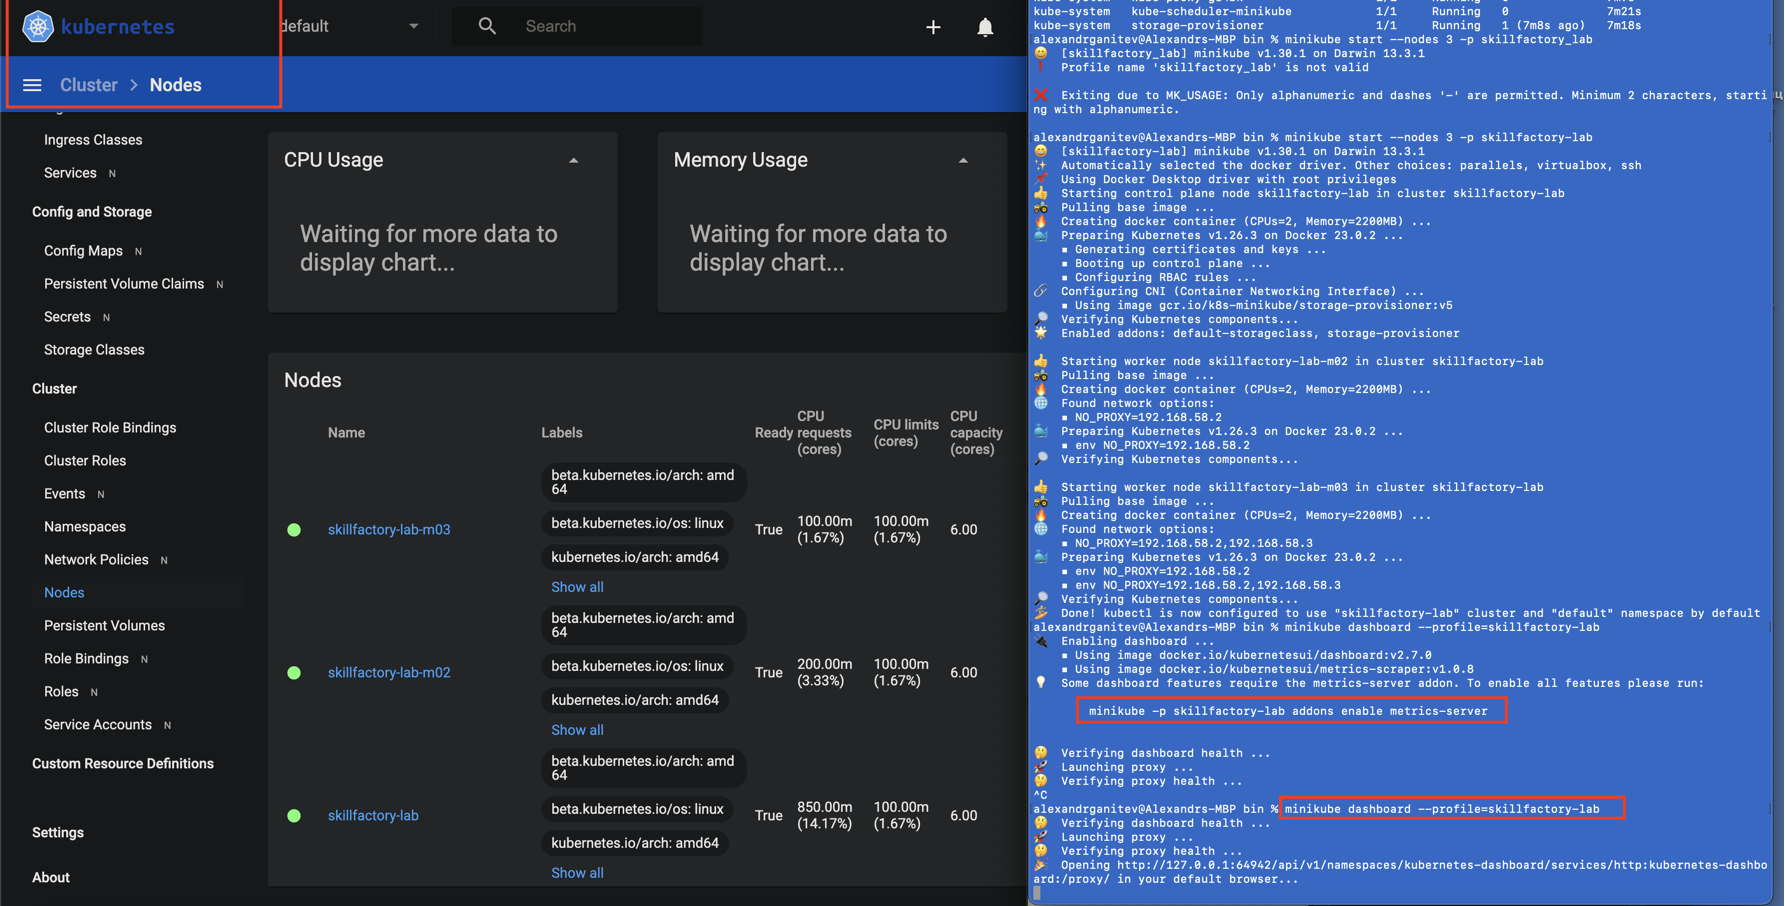 kubernetes
default
Search
Cluster > Nodes
Ingress Classes
Services N
Config and Storage
Config Maps N
Persistent Volume Claims N
Secrets N
Storage Classes
Cluster
Cluster Role Bindings
Cluster Roles
Events N
Namespaces
Network Policies N
Nodes
Persistent Volumes
Role Bindings N
Roles N
Service Accounts N
Custom Resource Definitions
Settings
About
CPU Usage
Waiting for more data to
display chart...
Memory Usage
Waiting for more data to
display chart...
Nodes
Name
Labels
Ready
CPU
requests
(cores)
CPU limits
(cores)
CPU
capacity
(cores)
beta.kubernetes.io/arch: amd
64
skillfactory-lab-m03
beta.kubernetes.io/os: linux
True
100.00m
(1.67%)
100.00m
(1.67%)
6.00
kubernetes.io/arch: amd64
Show all
beta.kubernetes.io/arch: amd
64
skillfactory-lab-m02
beta.kubernetes.io/os: linux
True
200.00m
(3.33%)
100.00m
(1.67%)
6.00
kubernetes.io/arch: amd64
Show all
beta.kubernetes.io/arch: amd
64
skillfactory-lab
beta.kubernetes.io/os: linux
True
850.00m
(14.17%)
100.00m
(1.67%)
6.00
kubernetes.io/arch: amd64
Show all
kube-system kube-scheduler-minikube 1/1 Running 0 7m21s
kube-system storage-provisioner 1/1 Running 1 (7m8s ago) 7m18s
alexandrganitev@Alexandrs-MBP bin % minikube start --nodes 3 -p skillfactory_lab
[skillfactory_lab] minikube v1.30.1 on Darwin 13.3.1
Profile name 'skillfactory_lab' is not valid
Exiting due to MK_USAGE: Only alphanumeric and dashes '-' are permitted. Minimum 2 characters, starti
ng with alphanumeric.
alexandrganitev@Alexandrs-MBP bin % minikube start --nodes 3 -p skillfactory-lab
[skillfactory-lab] minikube v1.30.1 on Darwin 13.3.1
Automatically selected the docker driver. Other choices: parallels, virtualbox, ssh
Using Docker Desktop driver with root privileges
Starting control plane node skillfactory-lab in cluster skillfactory-lab
Pulling base image ...
Creating docker container (CPUs=2, Memory=2200MB) ...
Preparing Kubernetes v1.26.3 on Docker 23.0.2 ...
▪ Generating certificates and keys ...
▪ Booting up control plane ...
▪ Configuring RBAC rules ...
Configuring CNI (Container Networking Interface) ...
▪ Using image gcr.io/k8s-minikube/storage-provisioner:v5
Verifying Kubernetes components...
Enabled addons: default-storageclass, storage-provisioner
Starting worker node skillfactory-lab-m02 in cluster skillfactory-lab
Pulling base image ...
Creating docker container (CPUs=2, Memory=2200MB) ...
Found network options:
▪ NO_PROXY=192.168.58.2
Preparing Kubernetes v1.26.3 on Docker 23.0.2 ...
▪ env NO_PROXY=192.168.58.2
Verifying Kubernetes components...
Starting worker node skillfactory-lab-m03 in cluster skillfactory-lab
Pulling base image ...
Creating docker container (CPUs=2, Memory=2200MB) ...
Found network options:
▪ NO_PROXY=192.168.58.2,192.168.58.3
Preparing Kubernetes v1.26.3 on Docker 23.0.2 ...
▪ env NO_PROXY=192.168.58.2
▪ env NO_PROXY=192.168.58.2,192.168.58.3
Verifying Kubernetes components...
Done! kubectl is now configured to use "skillfactory-lab" cluster and "default" namespace by default
alexandrganitev@Alexandrs-MBP bin % minikube dashboard --profile=skillfactory-lab
Enabling dashboard ...
▪ Using image docker.io/kubernetesui/dashboard:v2.7.0
▪ Using image docker.io/kubernetesui/metrics-scraper:v1.0.8
Some dashboard features require the metrics-server addon. To enable all features please run:
minikube -p skillfactory-lab addons enable metrics-server
Verifying dashboard health ...
Launching proxy ...
Verifying proxy health ...
^C
alexandrganitev@Alexandrs-MBP bin % minikube dashboard --profile=skillfactory-lab
Verifying dashboard health ...
Launching proxy ...
Verifying proxy health ...
Opening http://127.0.0.1:64942/api/v1/namespaces/kubernetes-dashboard/services/http:kubernetes-dashbo
ard:/proxy/ in your default browser...